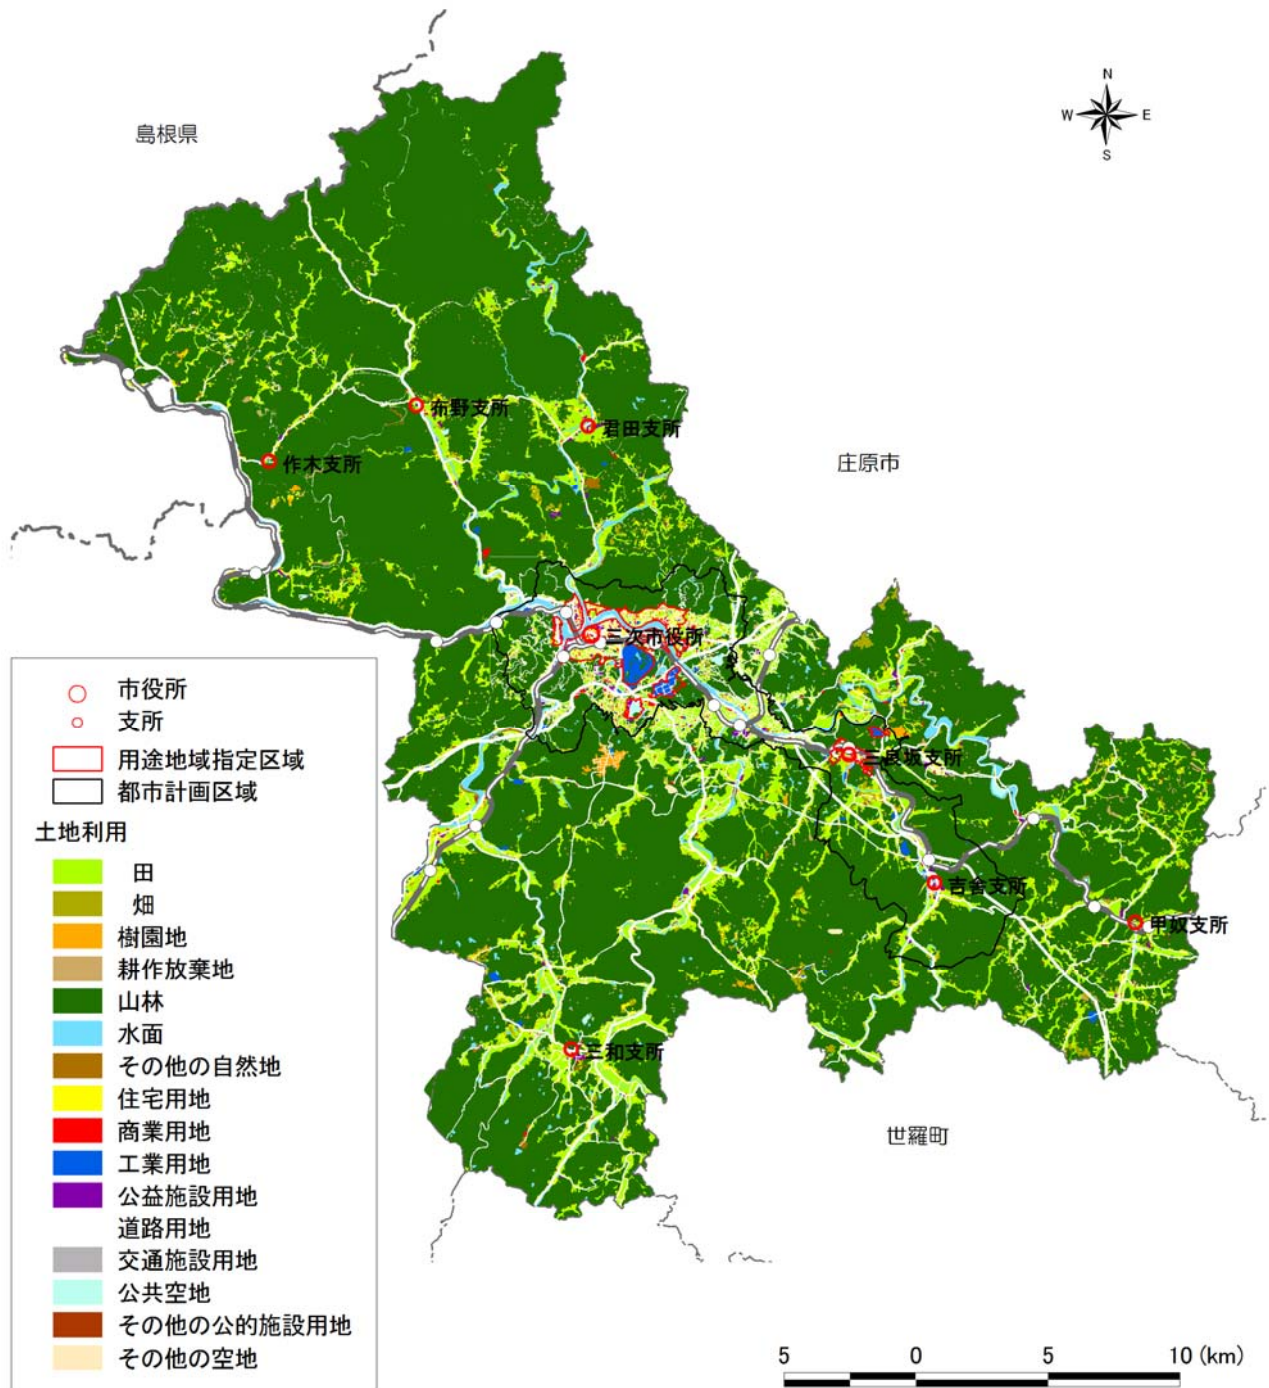 N
W E
S
島根県
布野支所
君田支所
作木支所
庄原市
三次市役所
三良坂支所
吉舎支所
甲奴支所
三和支所
世羅町
市役所
支所
用途地域指定区域
都市計画区域
土地利用
田
畑
樹園地
耕作放棄地
山林
水面
その他の自然地
住宅用地
商業用地
工業用地
公益施設用地
道路用地
交通施設用地
公共空地
その他の公的施設用地
その他の空地
5 0 5 10 (km)